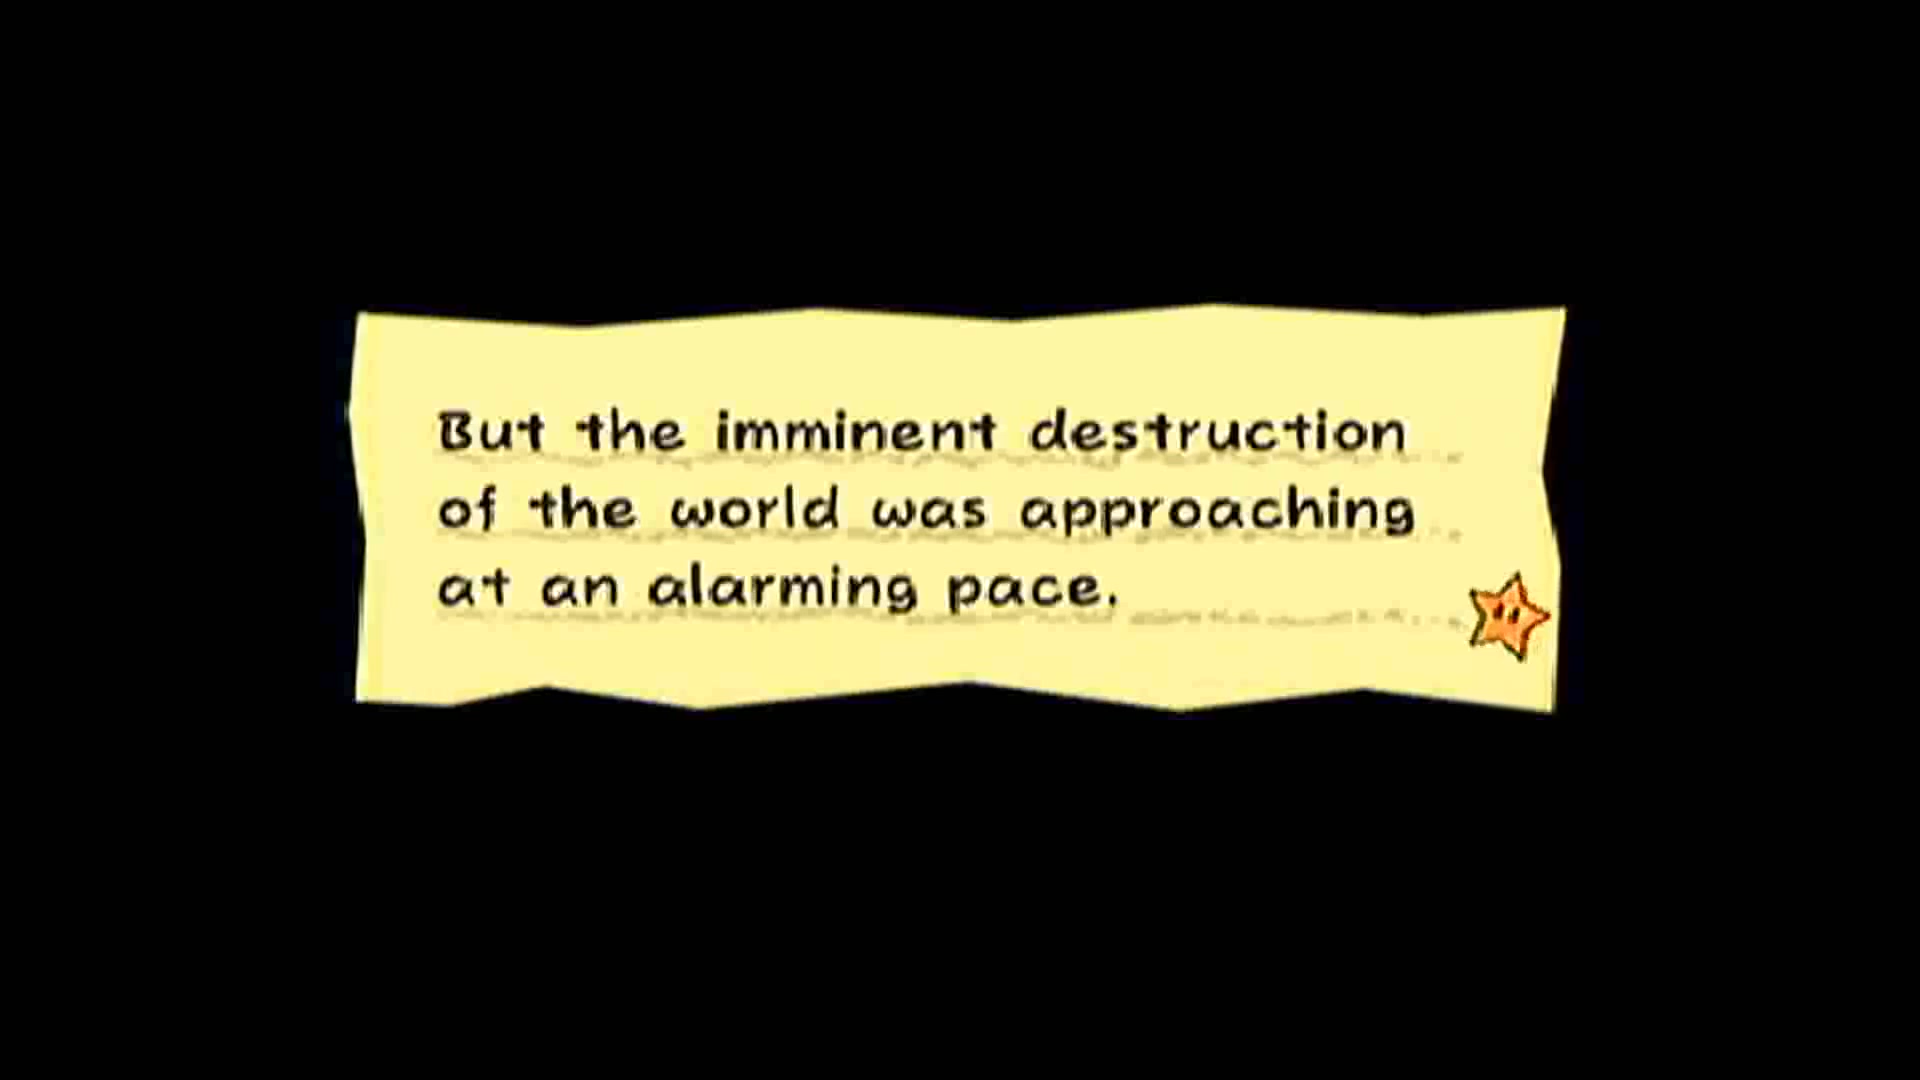 But the imminent destruction
of the world was approaching
at an alarming pace.